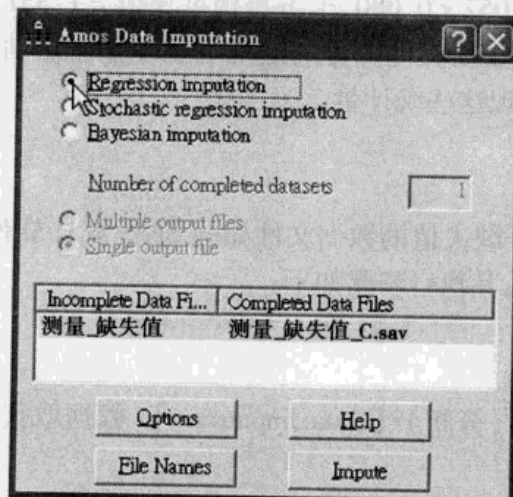 Amos Data Imputation
Regression imputation
Stochastic regression imputation
Bayesian imputation
Number of completed datasets 1
Multiple output files
Single output file
Incomplete Data Fi... Completed Data Files
测量_缺失值 测量_缺失值_C.sav
Options Help
File Names Impute